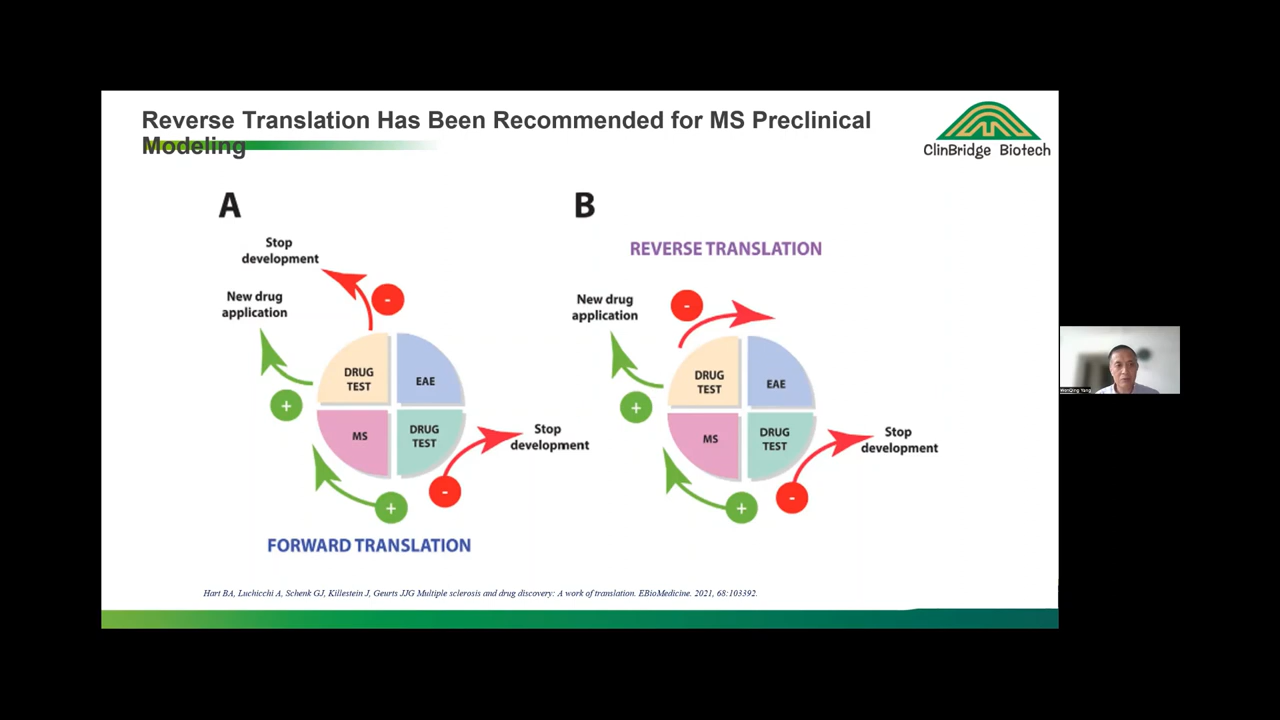 Reverse Translation Has Been Recommended for MS Preclinical
Modeling
ClinBridge Biotech
A
Stop
development
New drug
application
-
+
DRUG
TEST
EAE
MS
DRUG
TEST
Stop
development
-
+
FORWARD TRANSLATION
B
REVERSE TRANSLATION
New drug
application
-
+
DRUG
TEST
EAE
MS
DRUG
TEST
Stop
development
-
+
Hart BA, Luchicchi A, Schenk GJ, Killestein J, Geurts JJG Multiple sclerosis and drug discovery: A work of translation. EBioMedicine. 2021, 68:103392.
WenQing Yang